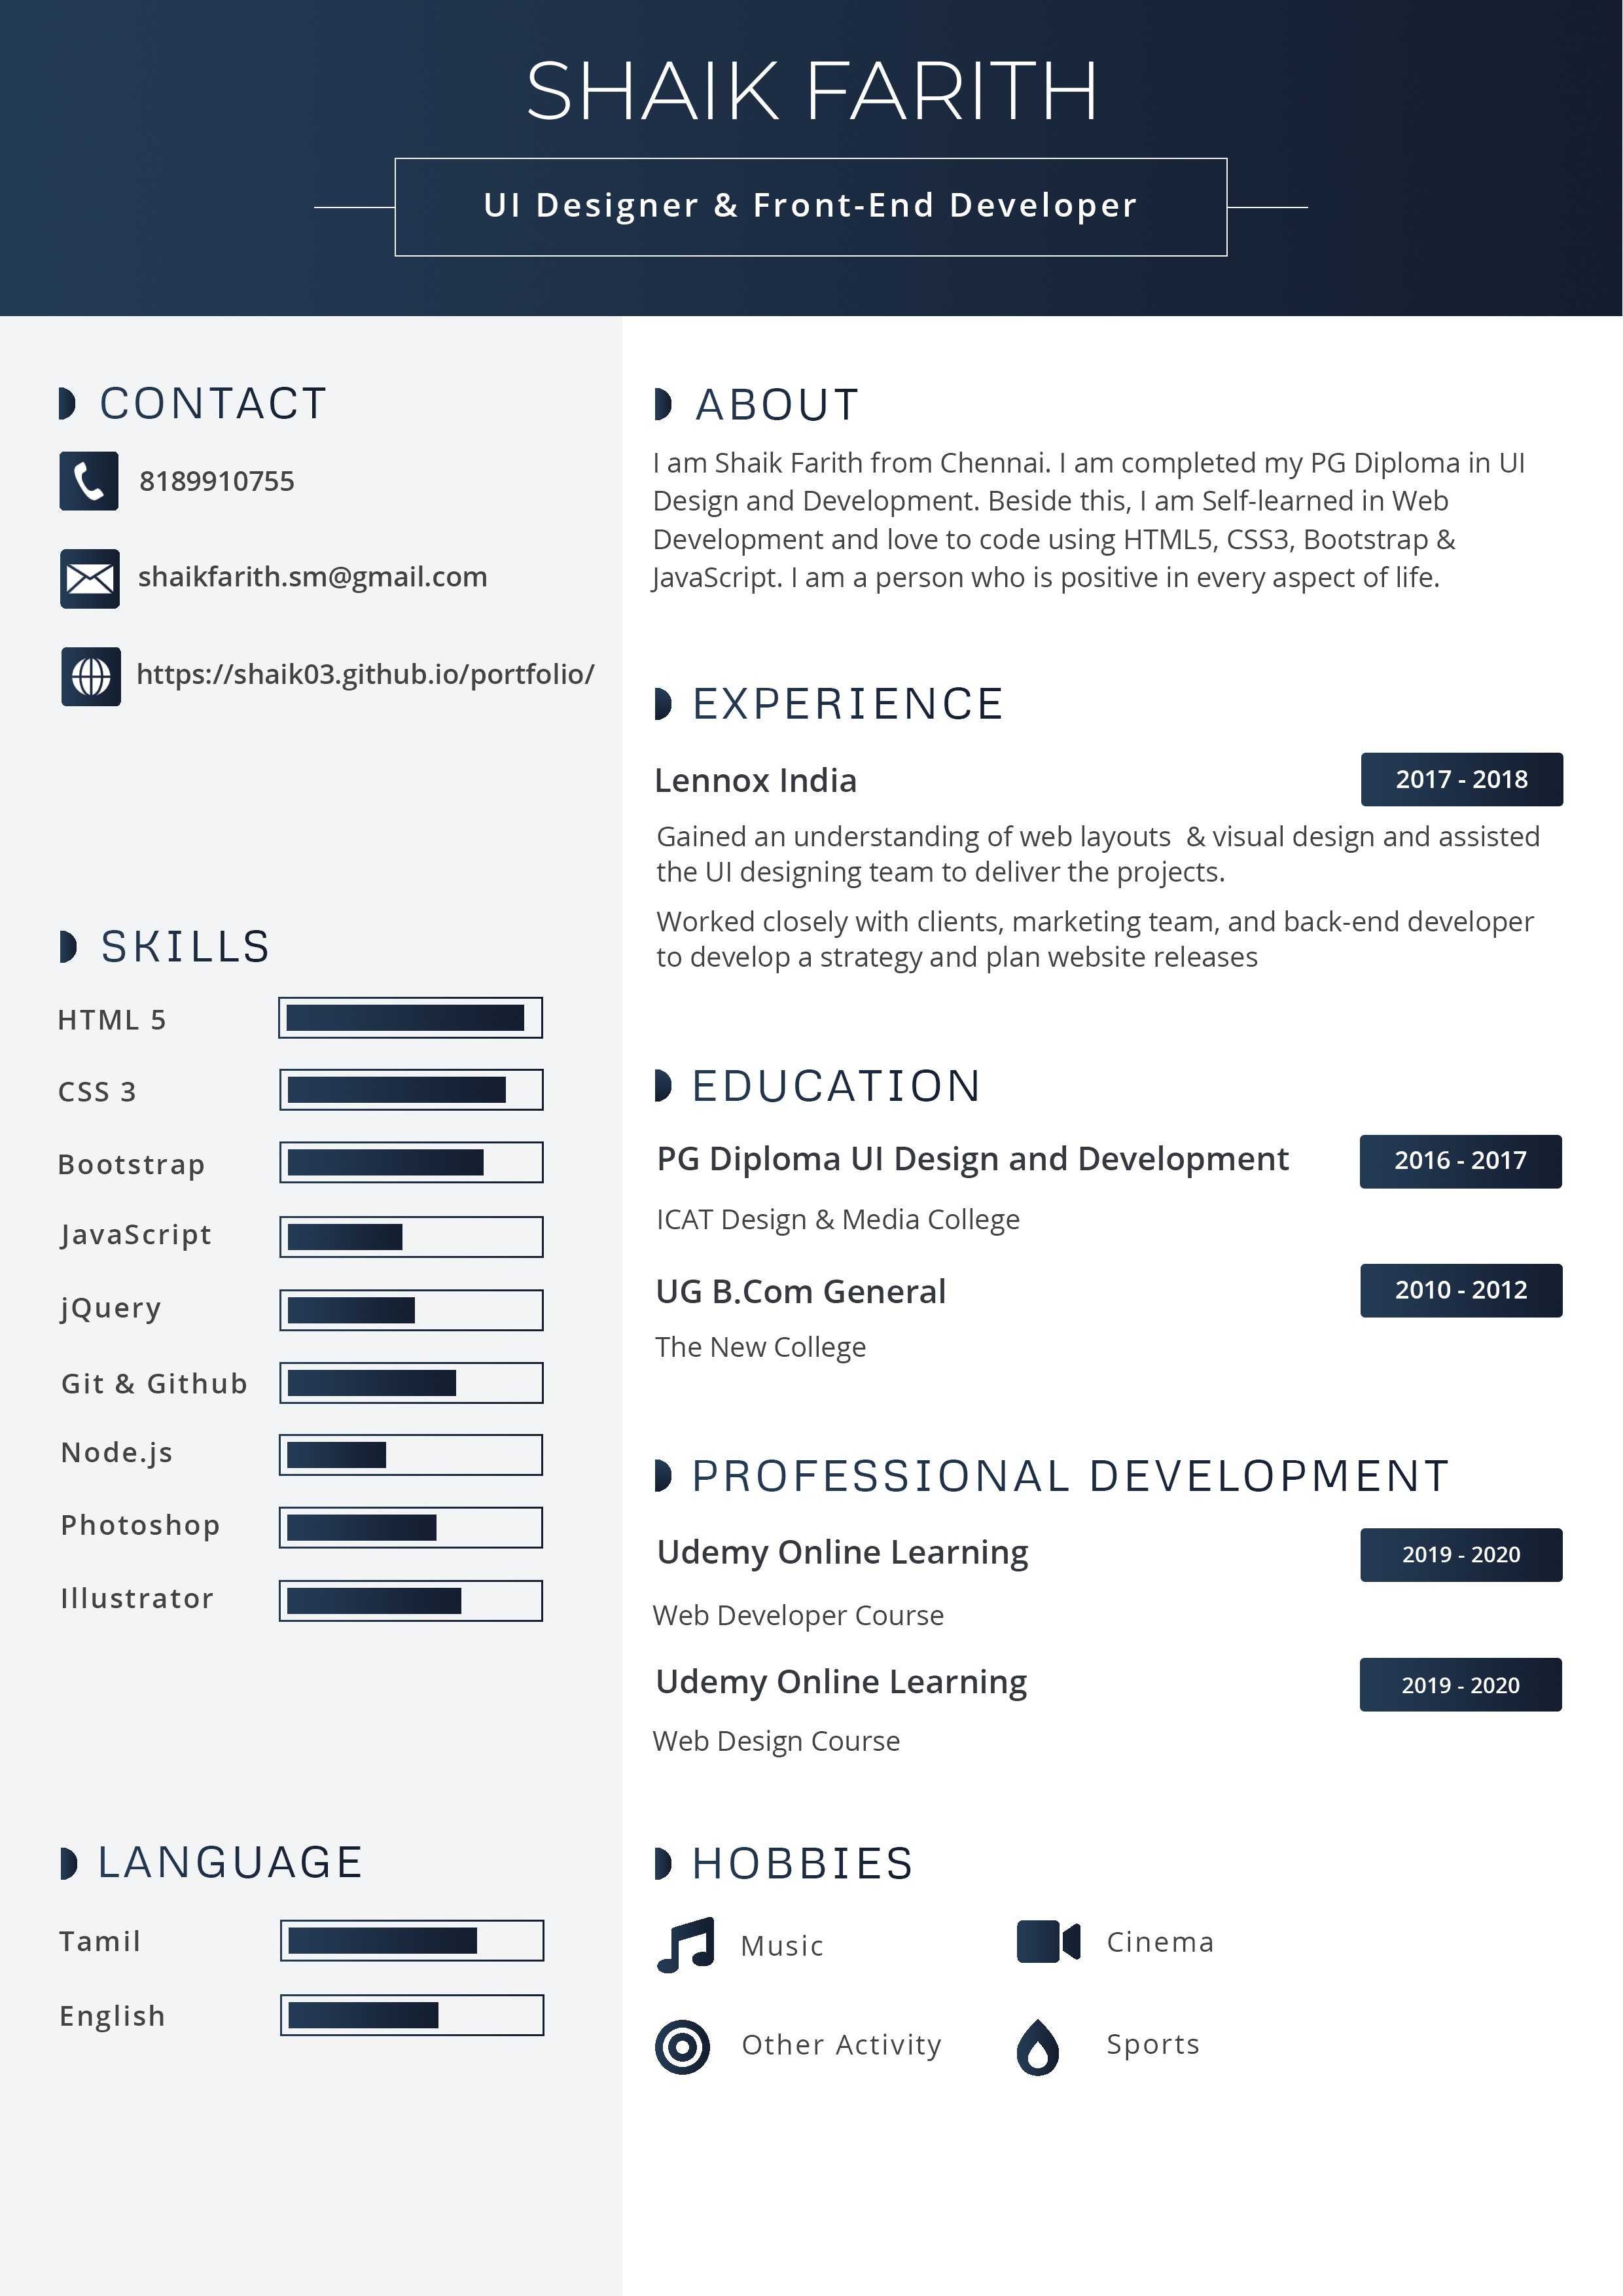 SHAIK FARITH
UI Designer & Front-End Developer
CONTACT
8189910755
shaikfarith.sm@gmail.com
https://shaik03.github.io/portfolio/
SKILLS
HTML 5
CSS 3
Bootstrap
JavaScript
jQuery
Git & Github
Node.js
Photoshop
Illustrator
LANGUAGE
Tamil
English
ABOUT
I am Shaik Farith from Chennai. I am completed my PG Diploma in UI
Design and Development. Beside this, I am Self-learned in Web
Development and love to code using HTML5, CSS3, Bootstrap &
JavaScript. I am a person who is positive in every aspect of life.
EXPERIENCE
Lennox India
2017 - 2018
Gained an understanding of web layouts  & visual design and assisted
the UI designing team to deliver the projects.
Worked closely with clients, marketing team, and back-end developer
to develop a strategy and plan website releases
EDUCATION
PG Diploma UI Design and Development
2016 - 2017
ICAT Design & Media College
UG B.Com General
2010 - 2012
The New College
PROFESSIONAL DEVELOPMENT
Udemy Online Learning
2019 - 2020
Web Developer Course
Udemy Online Learning
2019 - 2020
Web Design Course
HOBBIES
Music
Cinema
Other Activity
Sports